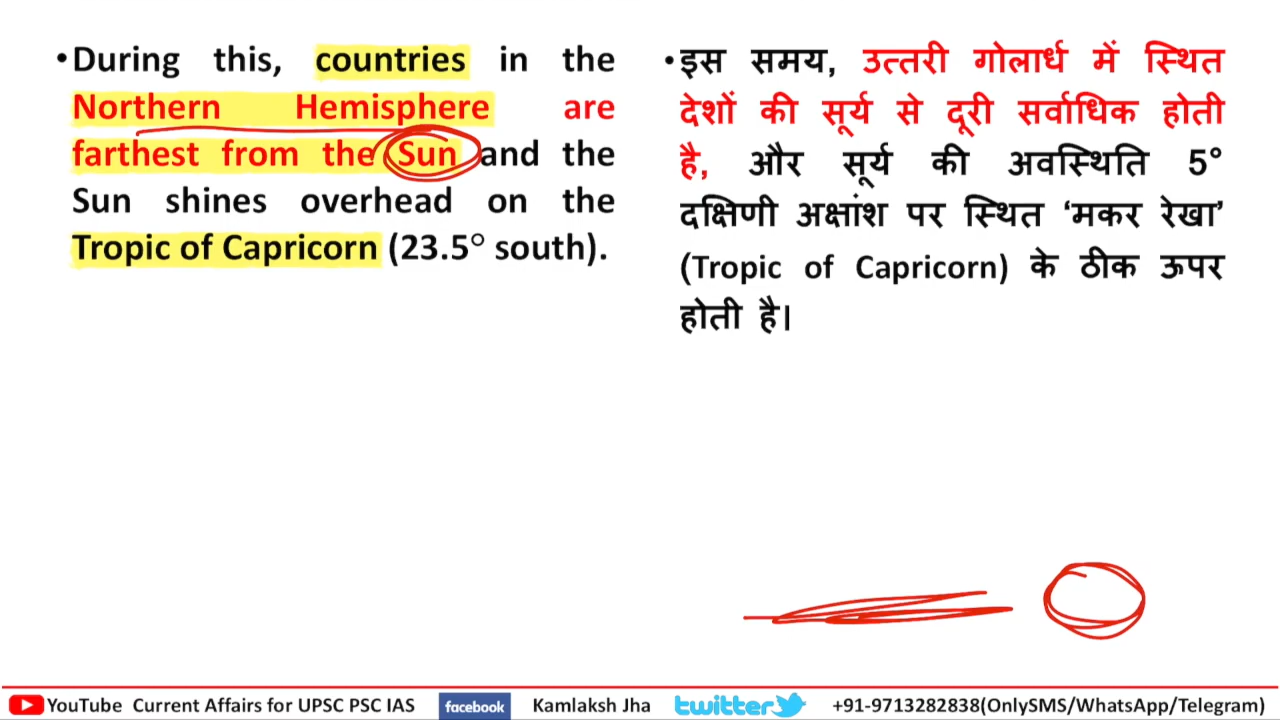 •During this, countries in the
Northern Hemisphere are
farthest from the Sun and the
Sun shines overhead on the
Tropic of Capricorn (23.5° south).
•इस समय, उत्तरी गोलार्ध में स्थित
देशों की सूर्य से दूरी सर्वाधिक होती
है, और सूर्य की अवस्थिति 5°
दक्षिणी अक्षांश पर स्थित ‘मकर रेखा’
(Tropic of Capricorn) के ठीक ऊपर
होती है।
YouTube Current Affairs for UPSC PSC IAS facebook Kamlaksh Jha twitter +91-9713282838(OnlySMS/WhatsApp/Telegram)